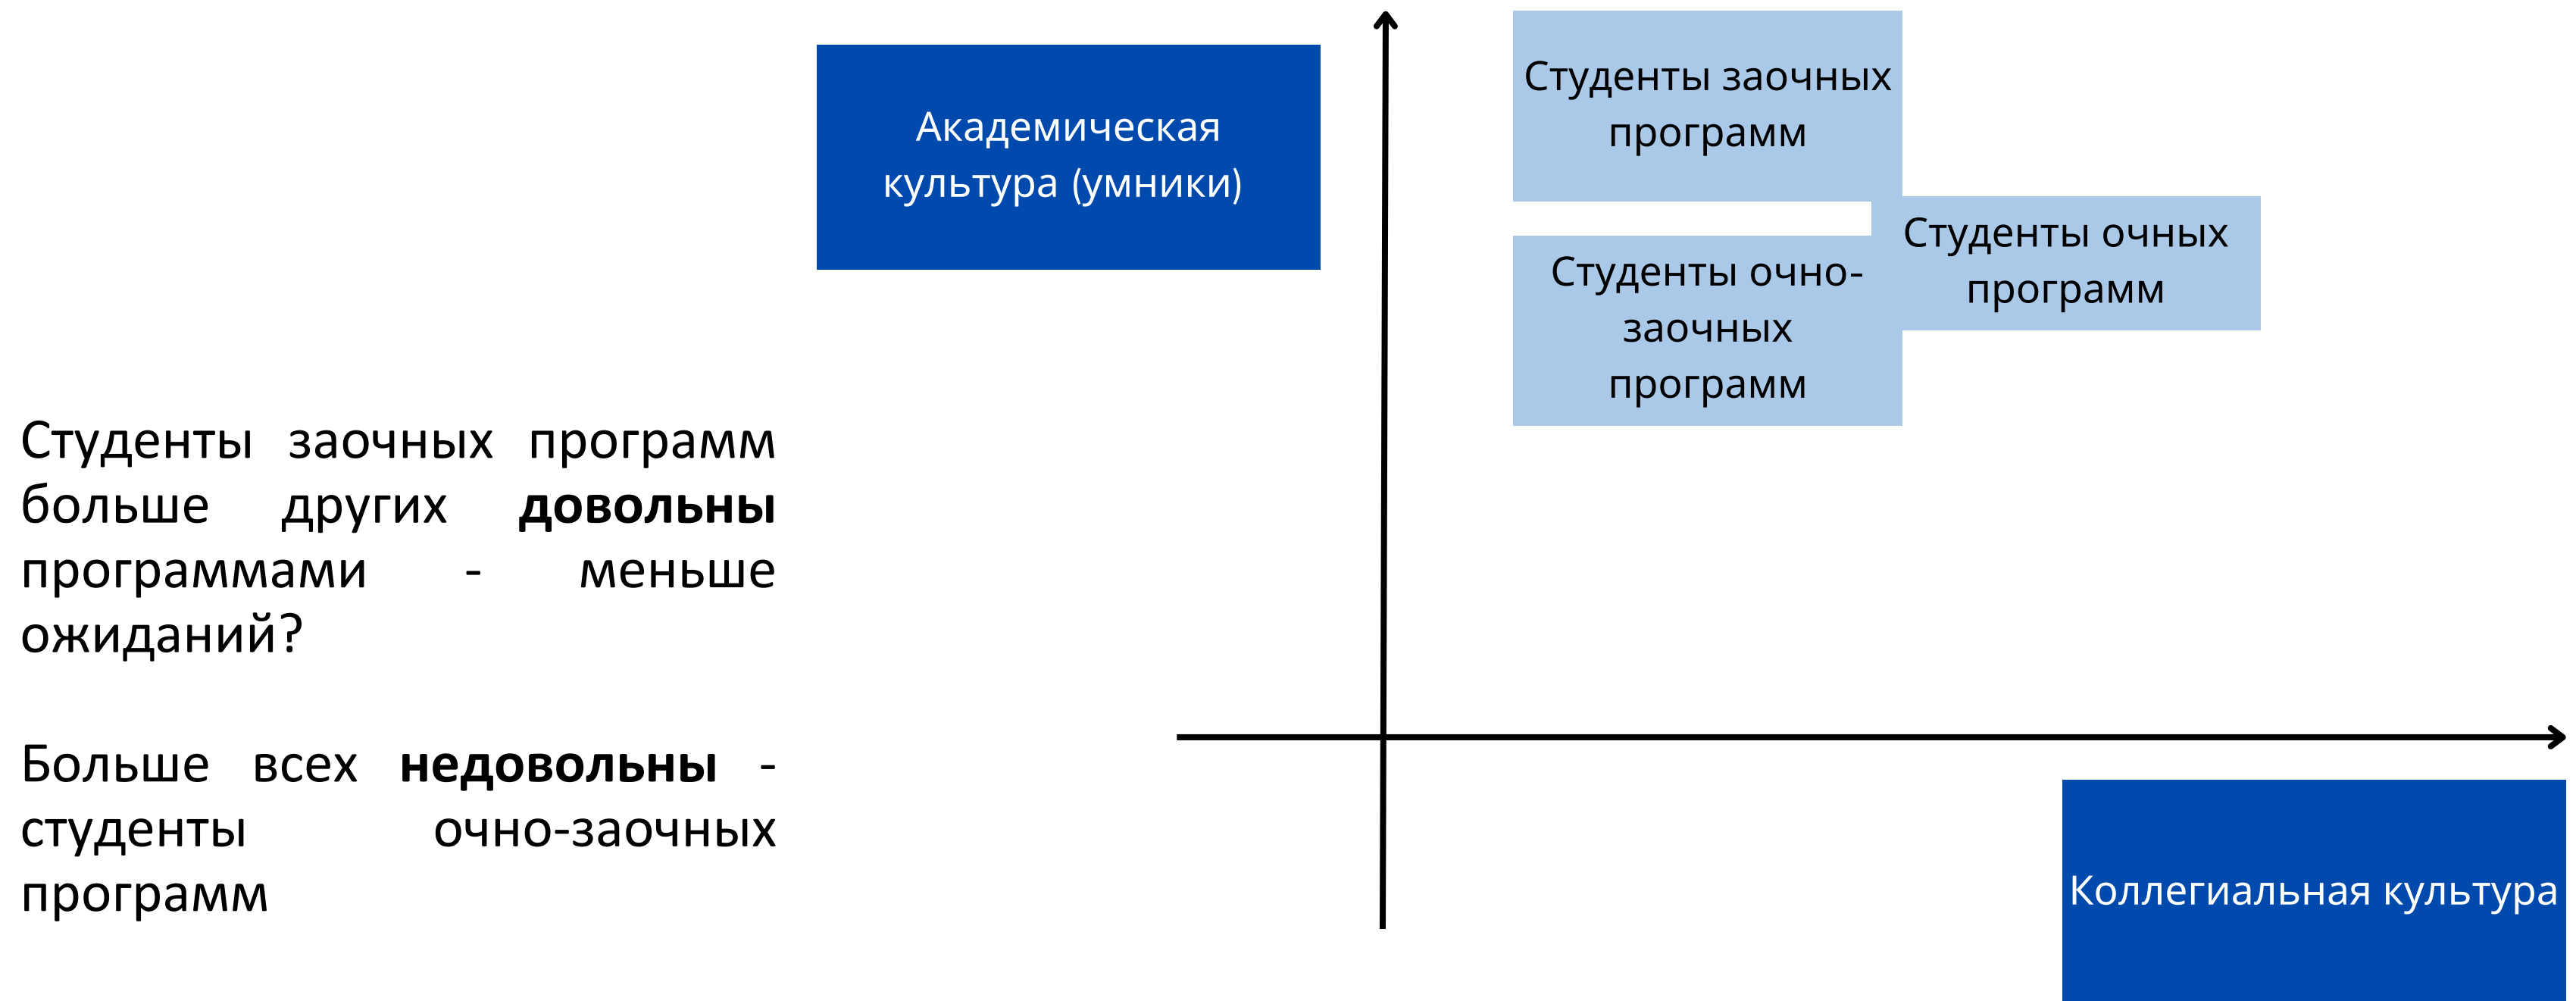 Академическая
культура (умники)
Студенты заочных
программ
Студенты очных
программ
Студенты очно-
заочных
программ
Студенты заочных программ
больше других довольны
программами - меньше
ожиданий?
Больше всех недовольны -
студенты очно-заочных
программ
Коллегиальная культура